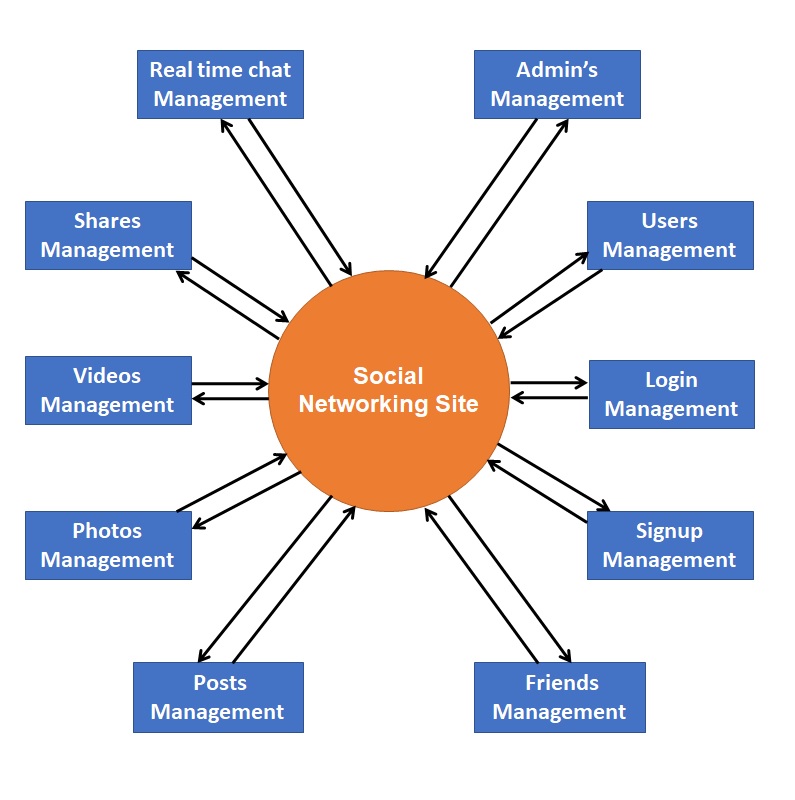 Real time chat
Management
Admin’s
Management
Shares
Management
Users
Management
Videos
Management
Social
Networking Site
Login
Management
Photos
Management
Signup
Management
Posts
Management
Friends
Management